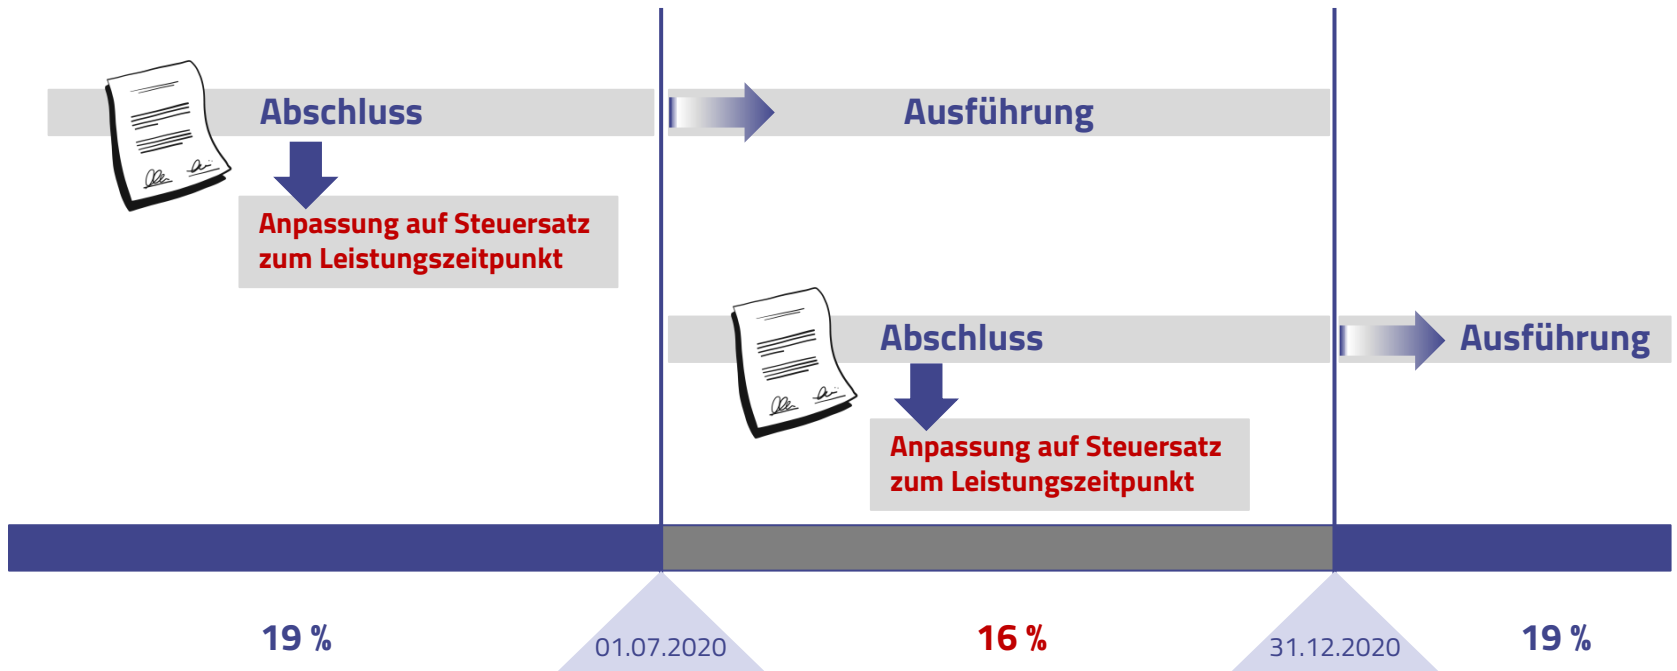 Abschluss
Ausführung
Anpassung auf Steuersatz
zum Leistungszeitpunkt
Abschluss
Ausführung
Anpassung auf Steuersatz
zum Leistungszeitpunkt
19 %
01.07.2020
16 %
31.12.2020
19 %